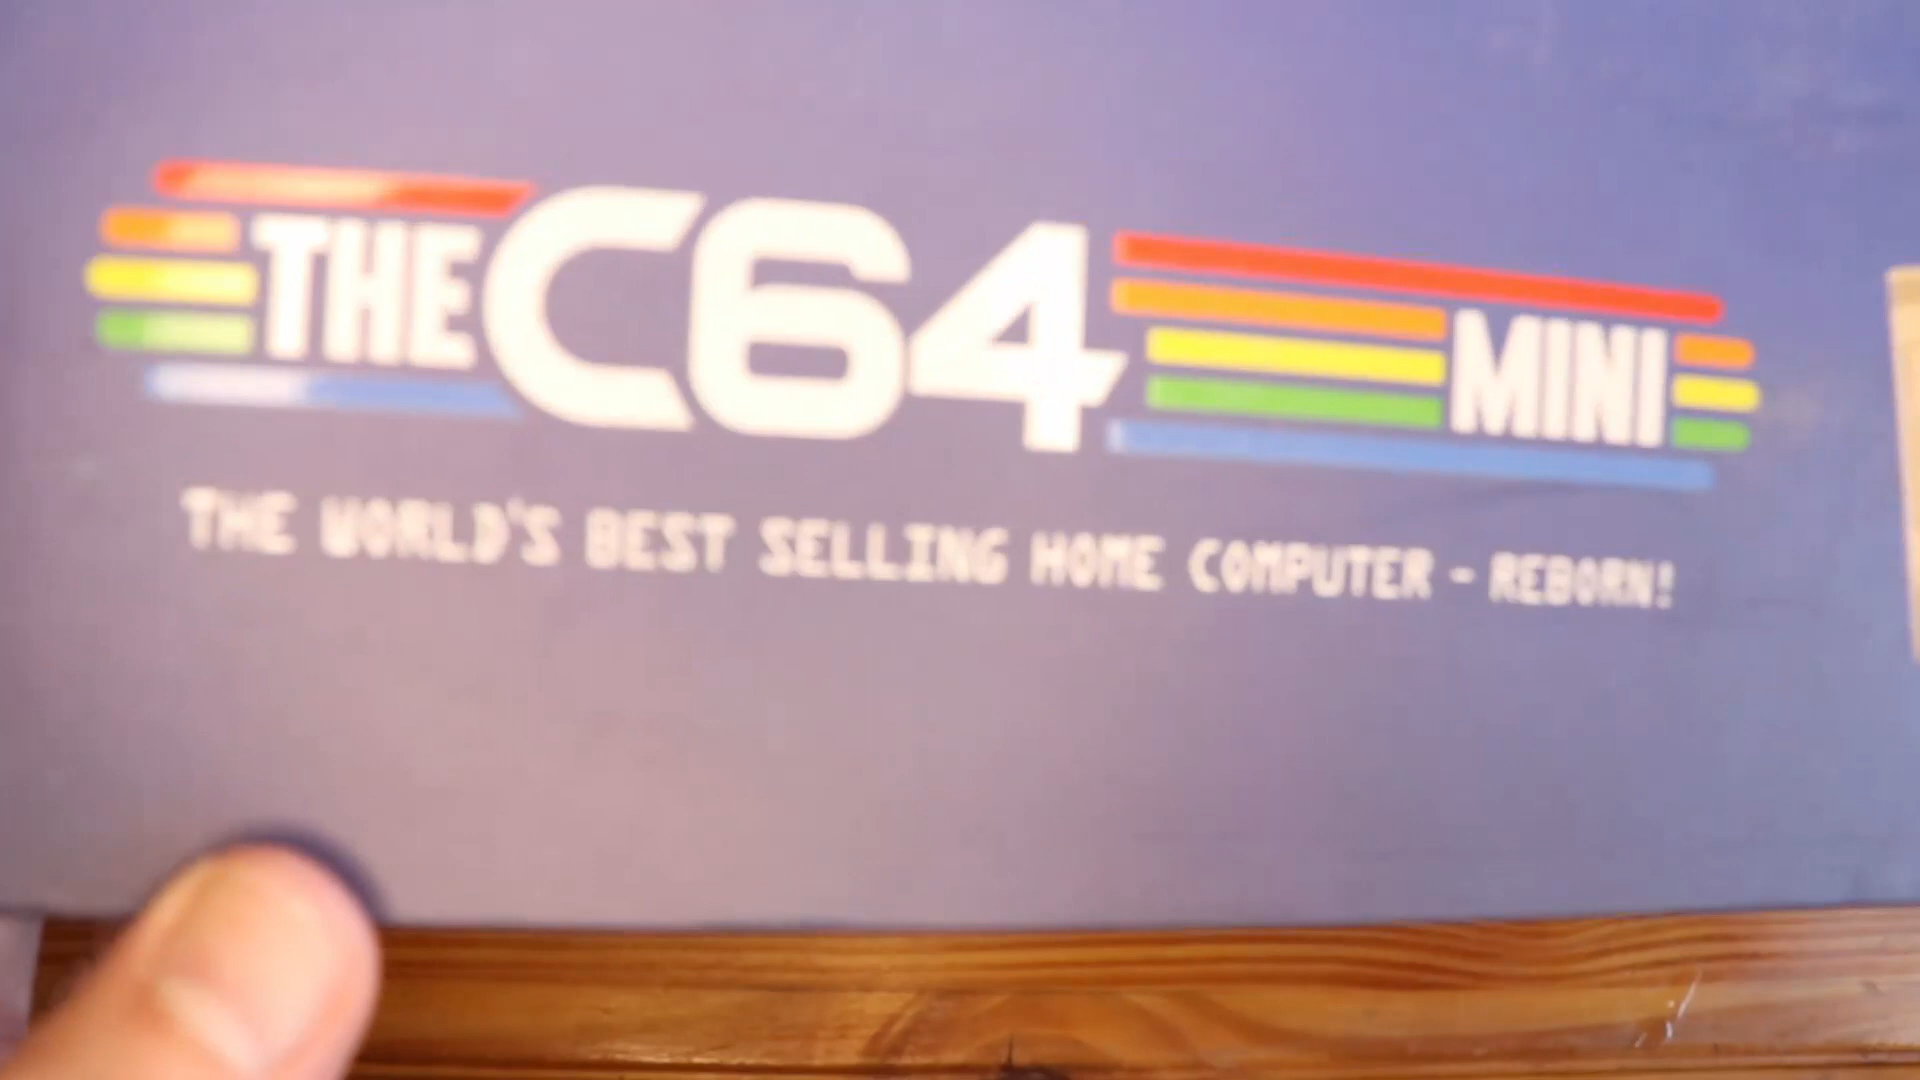 THE C64 MINI
THE WORLD'S BEST SELLING HOME COMPUTER - REBORN!